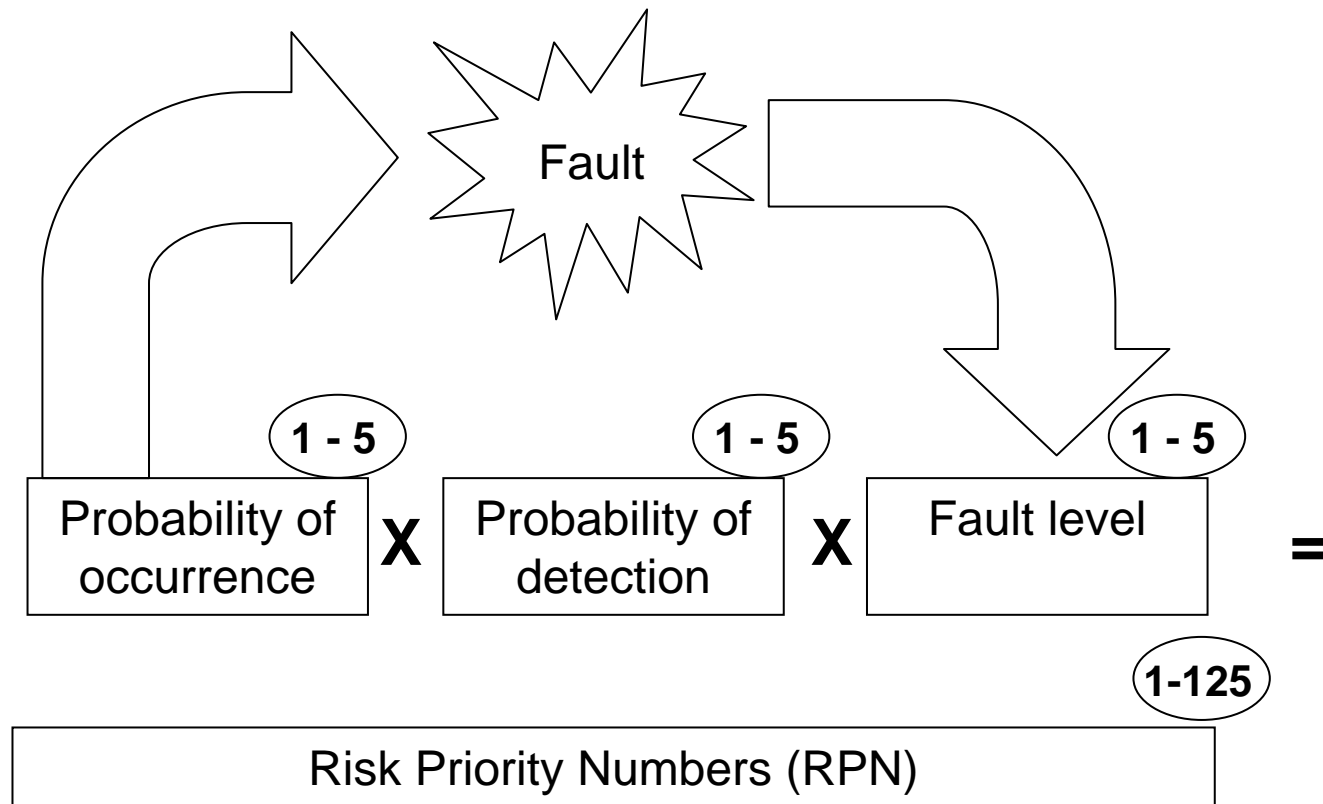 Fault
1 - 5
1 - 5
1 - 5
Probability of
occurrence
X
Probability of
detection
X
Fault level
=
1-125
Risk Priority Numbers (RPN)